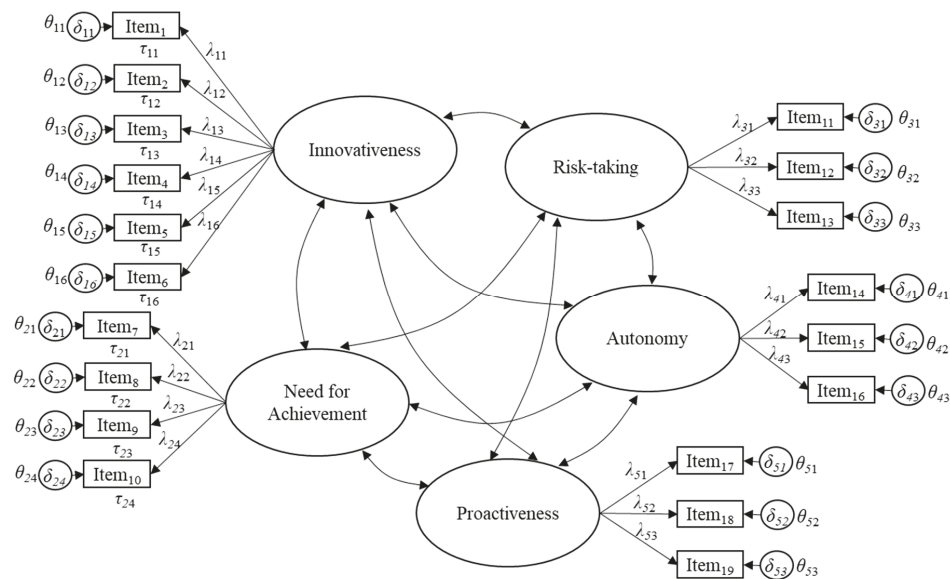 θ11 δ11 Item1
τ11
λ11
θ12 δ12 Item2
τ12
λ12
θ13 δ13 Item3
τ13
λ13
θ14 δ14 Item4
τ14
λ14
θ15 δ15 Item5
τ15
λ15
θ16 δ16 Item6
τ16
λ16
Innovativeness
Risk-taking
λ31
Item11 δ31 θ31
λ32
Item12 δ32 θ32
λ33
Item13 δ33 θ33
θ21 δ21 Item7
τ21
λ21
θ22 δ22 Item8
τ22
λ22
θ23 δ23 Item9
τ23
λ23
θ24 δ24 Item10
τ24
λ24
Need for
Achievement
Autonomy
λ41
Item14 δ41 θ41
λ42
Item15 δ42 θ42
λ43
Item16 δ43 θ43
Proactiveness
λ51
Item17 δ51 θ51
λ52
Item18 δ52 θ52
λ53
Item19 δ53 θ53